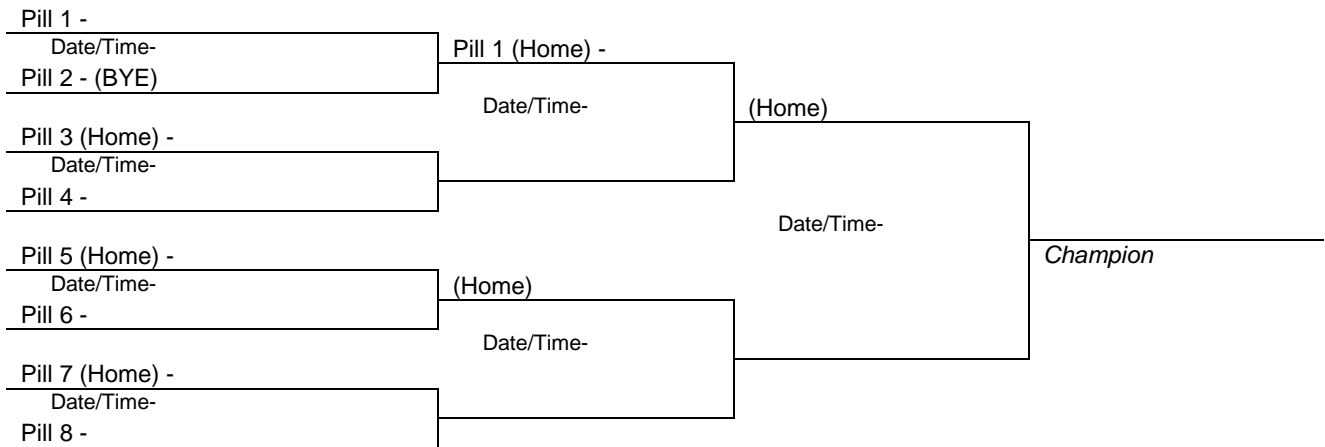 Pill 1 -
Date/Time-
Pill 1 (Home) -
Pill 2 - (BYE)
Date/Time-
(Home)
Pill 3 (Home) -
Date/Time-
Pill 4 -
Date/Time-
Pill 5 (Home) -
Champion
Date/Time-
(Home)
Pill 6 -
Date/Time-
Pill 7 (Home) -
Date/Time-
Pill 8 -